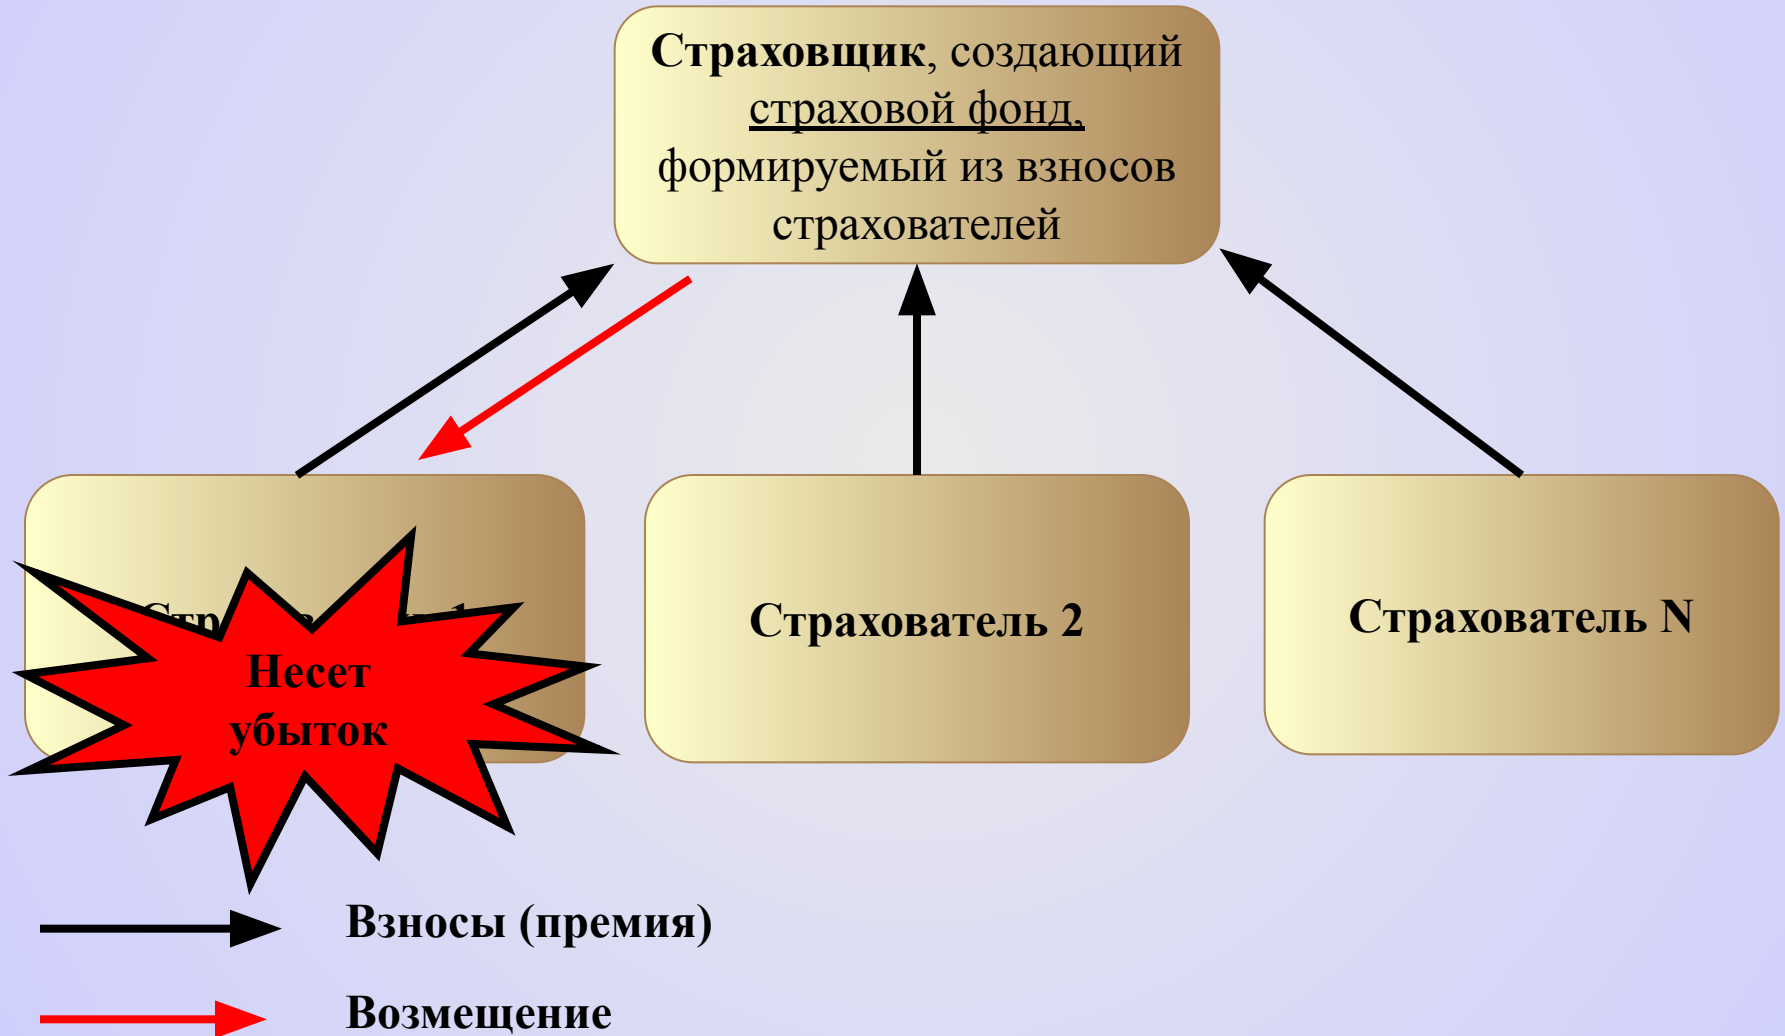 Страховщик, создающий
страховой фонд,
формируемый из взносов
страхователей
Несет
убыток
Страхователь 2
Страхователь N
Взносы (премия)
Возмещение